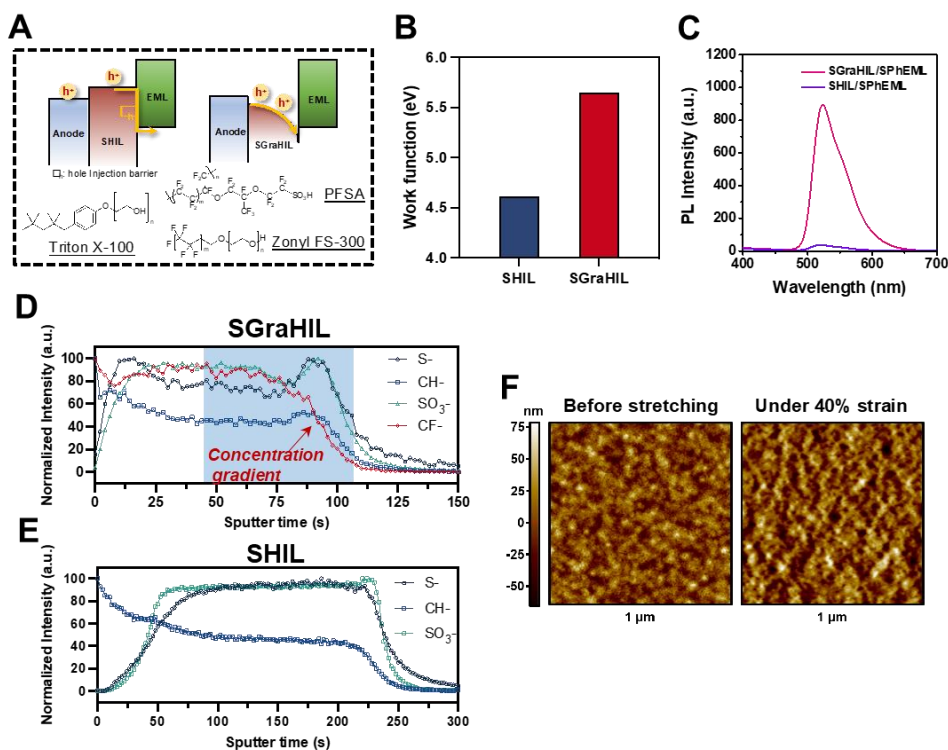 A
h⁺
h⁺
EML
Anode
SHIL
h⁺
h⁺
EML
Anode
SGraHIL
: hole Injection barrier
PFSA
Triton X-100
Zonyl FS-300
B
Work function (eV)
6.0
5.5
5.0
4.5
4.0
SHIL
SGraHIL
C
PL Intensity (a.u.)
1200
1000
800
600
400
200
0
SGraHIL/SPhEML
SHIL/SPhEML
400
500
600
700
Wavelength (nm)
D
SGraHIL
Normalized Intensity (a.u.)
100
80
60
40
20
0
S-
CH-
SO₃-
CF-
Concentration
gradient
0
25
50
75
100
125
150
Sputter time (s)
E
SHIL
Normalized Intensity (a.u.)
100
80
60
40
20
0
S-
CH-
SO₃-
0
50
100
150
200
250
300
Sputter time (s)
F
nm
75
50
25
0
-25
-50
Before stretching
Under 40% strain
1 µm
1 µm